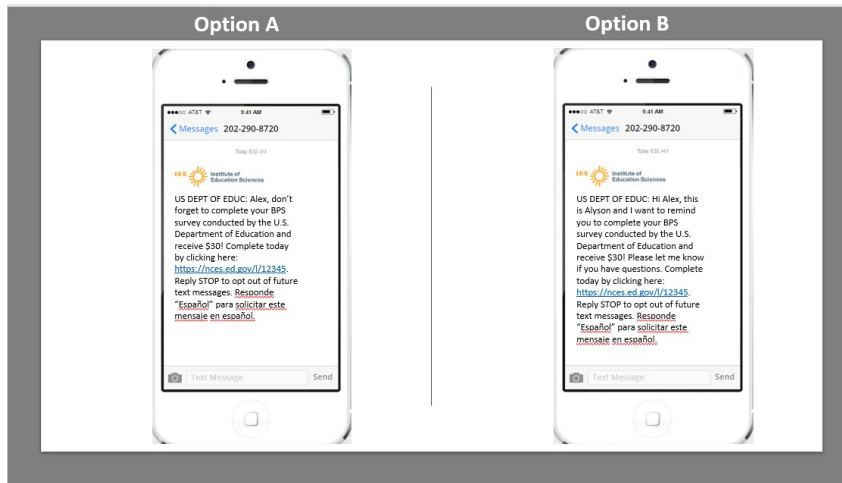 Option A
Option B
●●●○○ AT&T 9:41 AM
Messages 202-290-8720
Today 8:52 AM
IES Institute of
Education Sciences
US DEPT OF EDUC: Alex, don't
forget to complete your BPS
survey conducted by the U.S.
Department of Education and
receive $30! Complete today
by clicking here:
https://nces.ed.gov/l/12345.
Reply STOP to opt out of future
text messages. Responde
"Español" para solicitar este
mensaje en español.
Text Message Send
●●●○○ AT&T 9:41 AM
Messages 202-290-8720
Today 8:52 AM
IES Institute of
Education Sciences
US DEPT OF EDUC: Hi Alex, this
is Alyson and I want to remind
you to complete your BPS
survey conducted by the U.S.
Department of Education and
receive $30! Please let me know
if you have questions. Complete
today by clicking here:
https://nces.ed.gov/l/12345.
Reply STOP to opt out of future
text messages. Responde
"Español" para solicitar este
mensaje en español.
Text Message Send